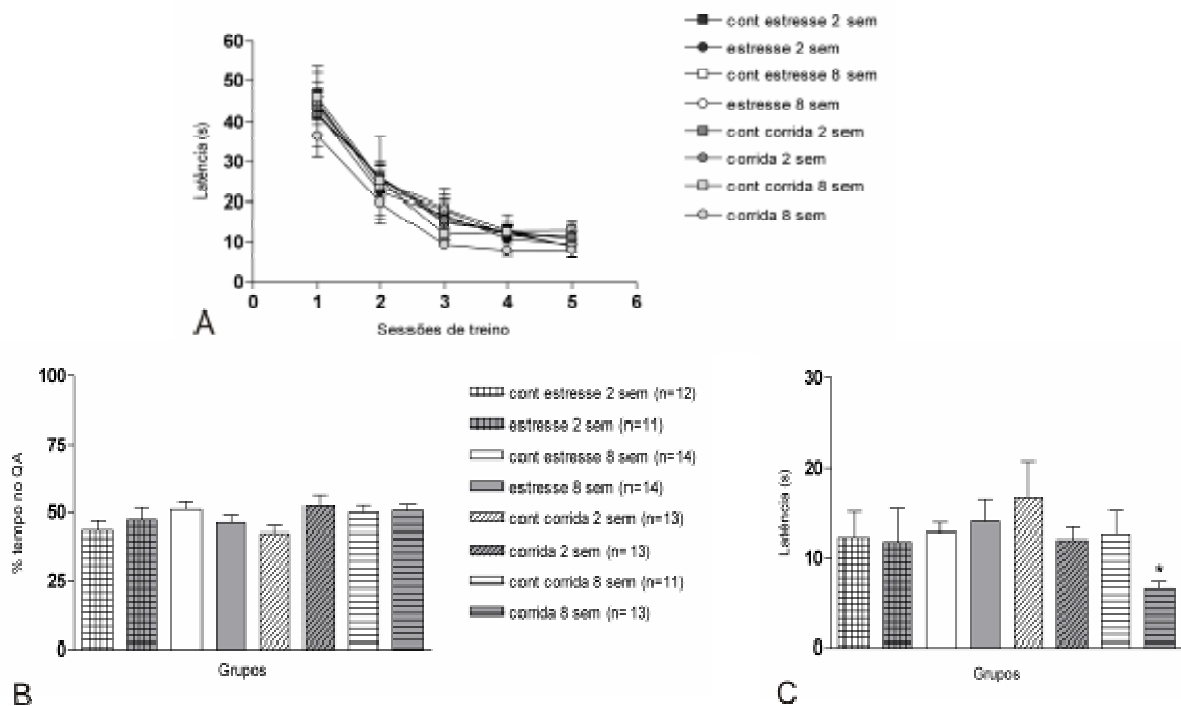 cont estresse 2 sem
estresse 2 sem
cont estresse 8 sem
estresse 8 sem
cont corrida 2 sem
corrida 2 sem
cont corrida 8 sem
corrida 8 sem
Latência (s)
60
50
40
30
20
10
0
0 1 2 3 4 5 6
Sessões de treino
A
% tempo no QA
100
75
50
25
0
Grupos
B
cont estresse 2 sem (n=12)
estresse 2 sem (n=11)
cont estresse 8 sem (n=14)
estresse 8 sem (n=14)
cont corrida 2 sem (n=13)
corrida 2 sem (n= 13)
cont corrida 8 sem (n=11)
corrida 8 sem (n= 13)
Latência (s)
30
20
10
0
*
Grupos
C